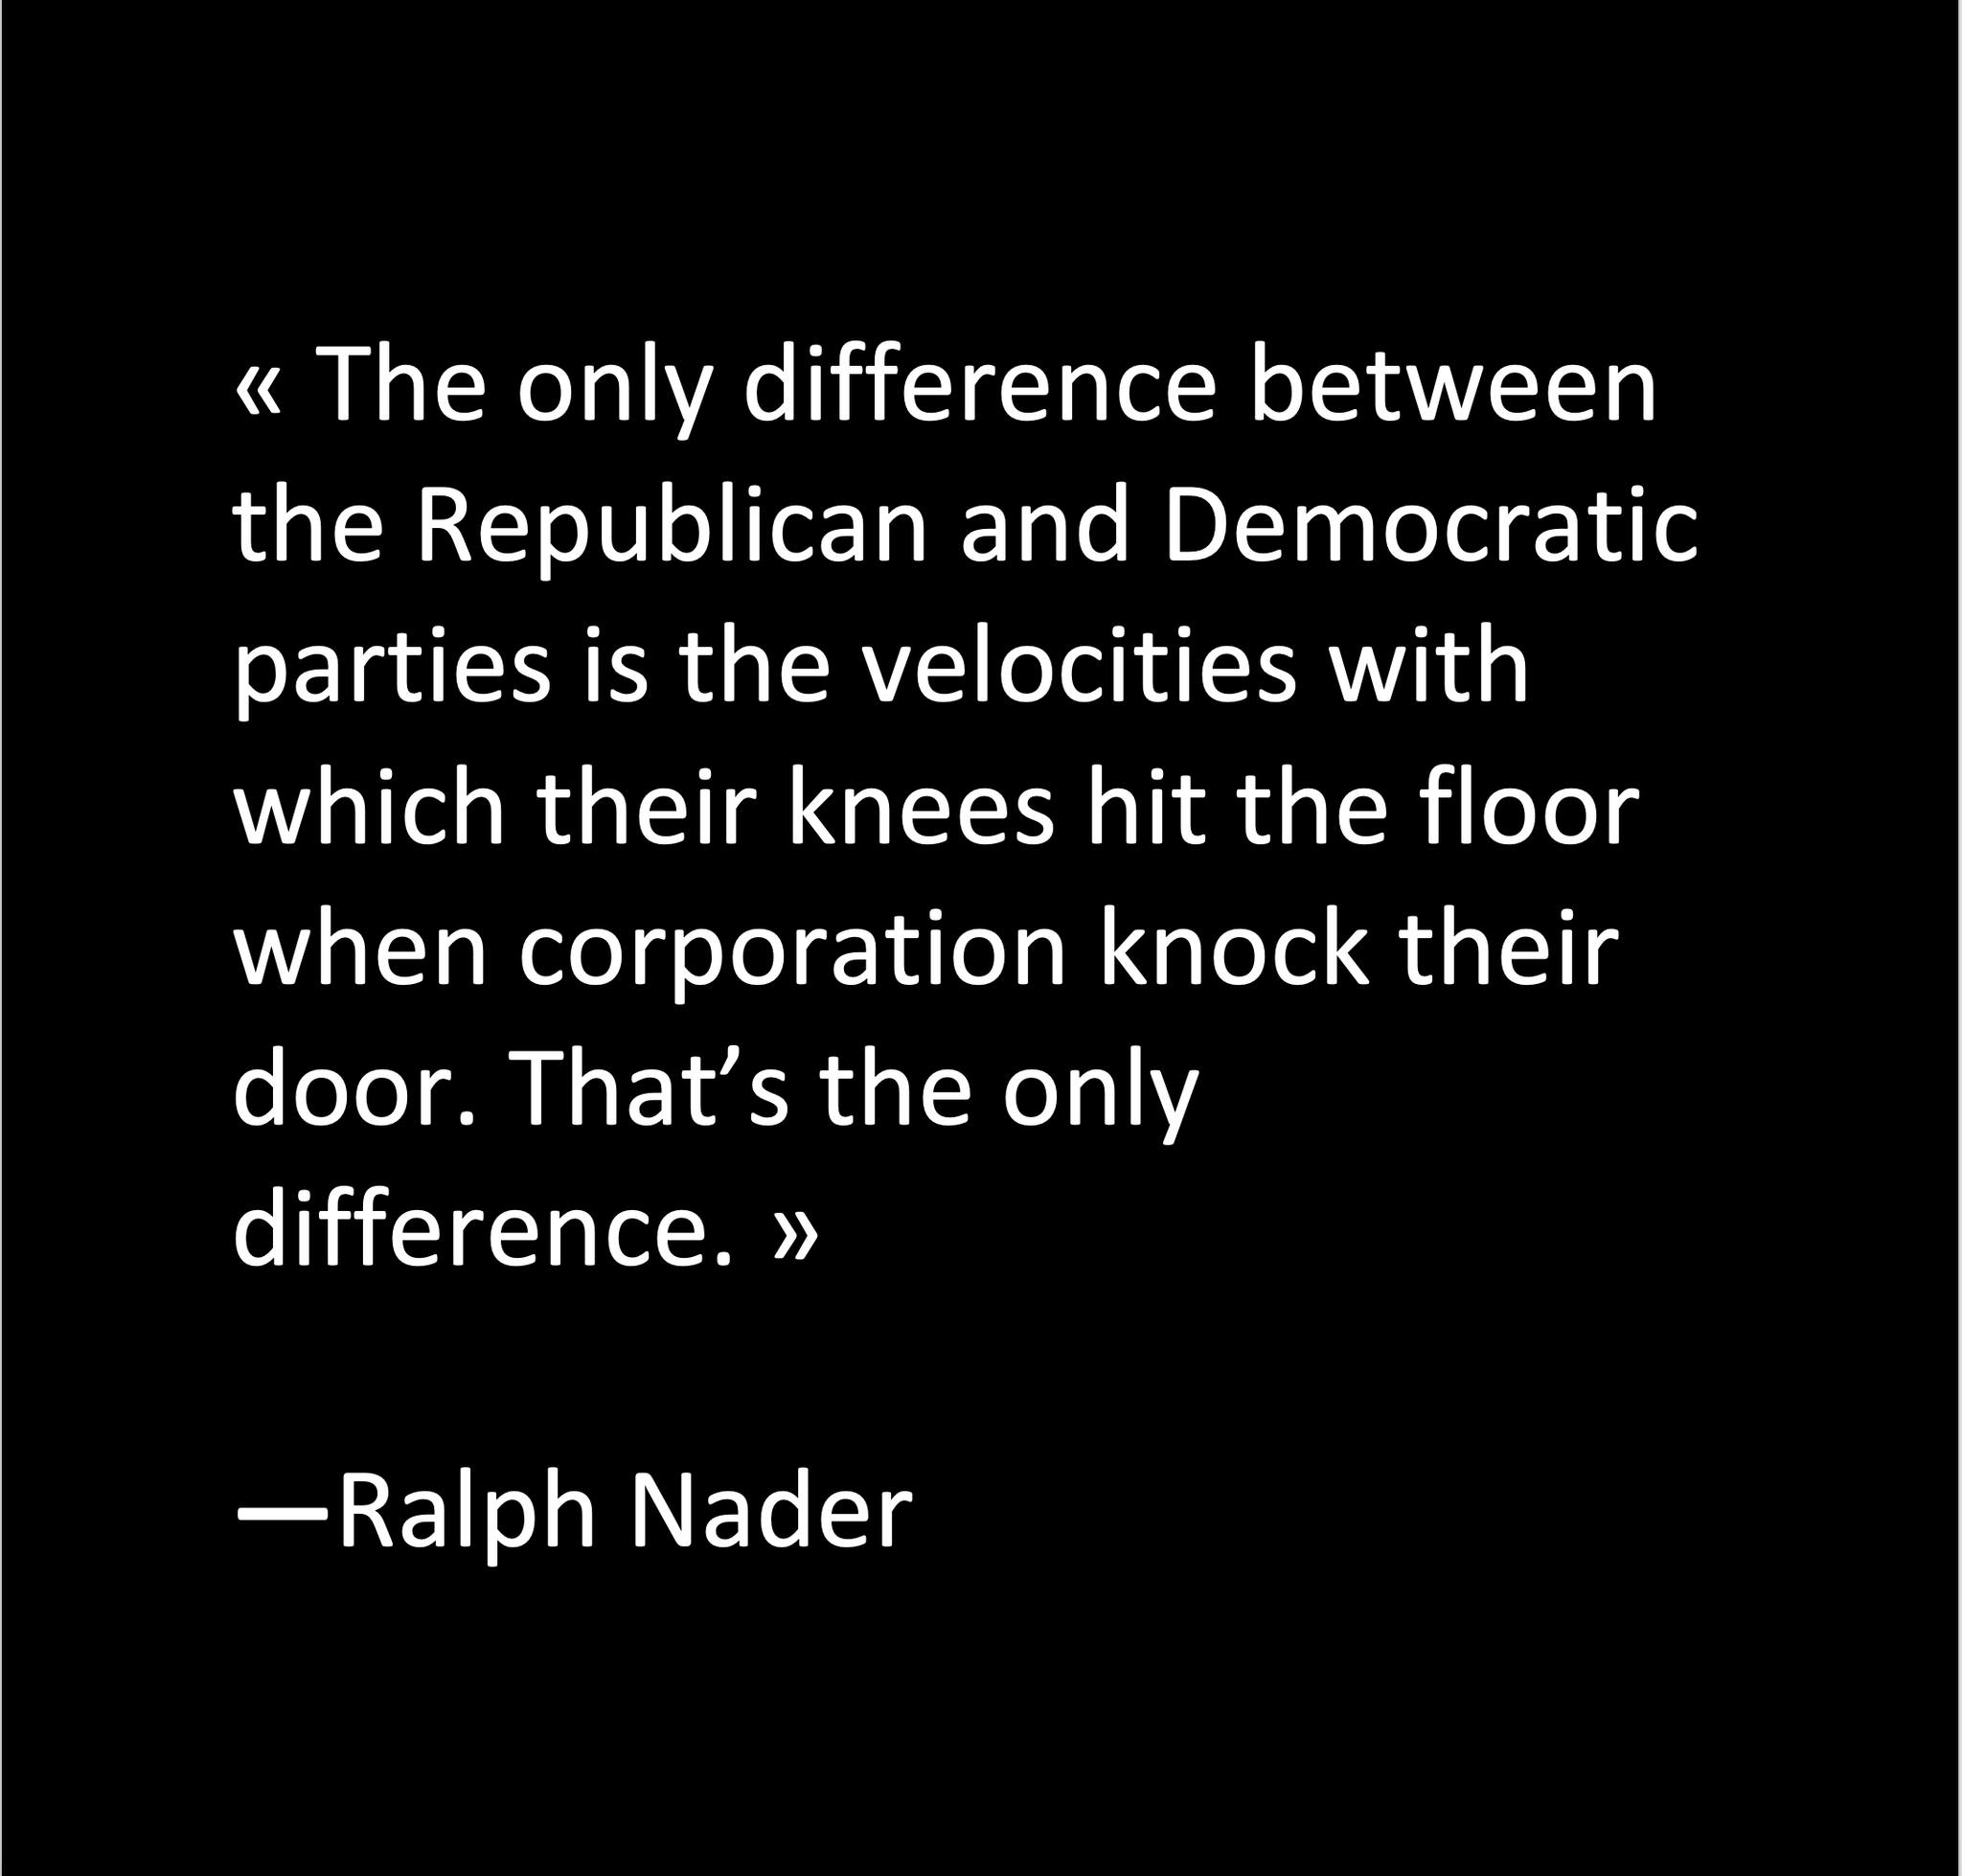 « The only difference between
the Republican and Democratic
parties is the velocities with
which their knees hit the floor
when corporation knock their
door. That’s the only
difference. »
—Ralph Nader